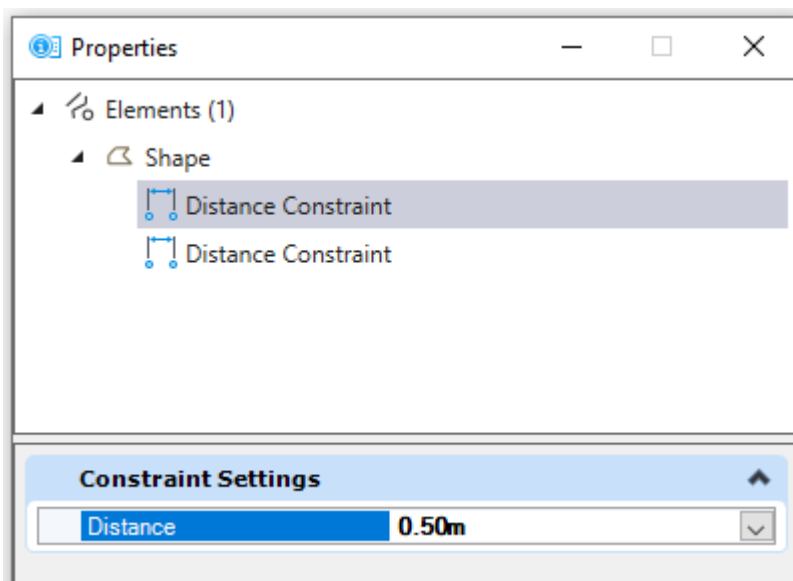 Properties
Elements (1)
Shape
Distance Constraint
Distance Constraint
Constraint Settings
Distance 0.50m